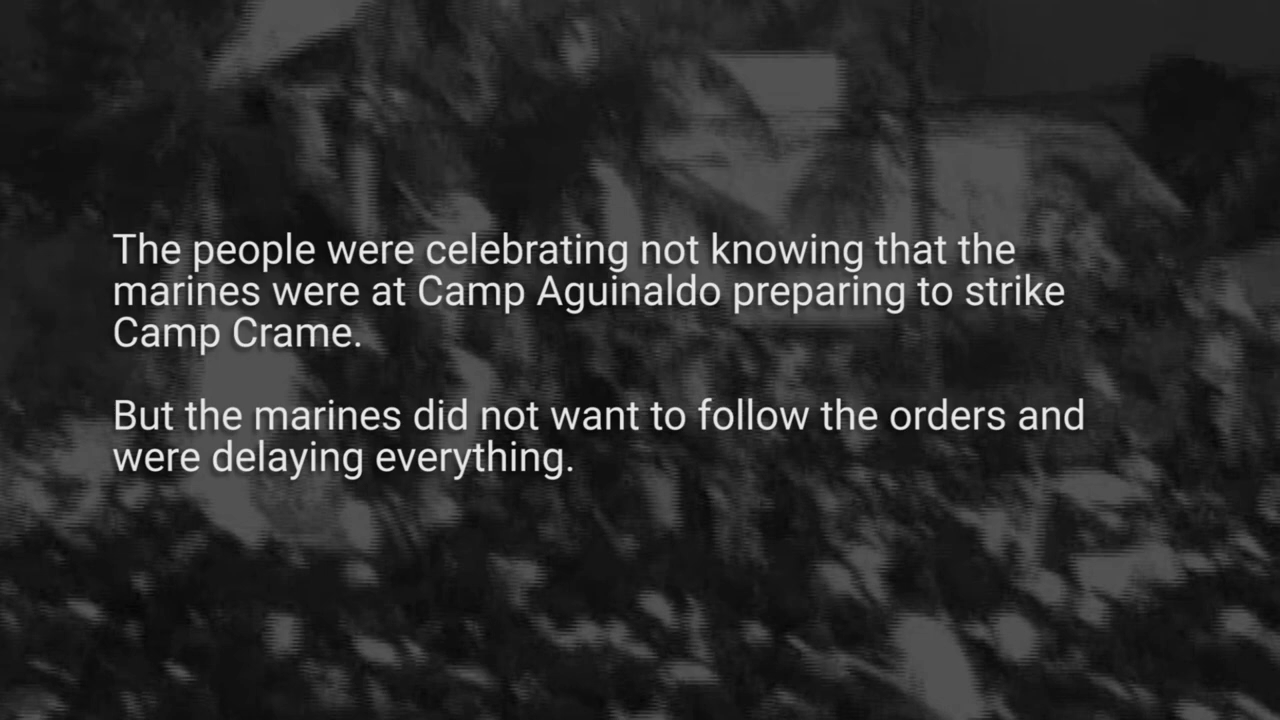 The people were celebrating not knowing that the
marines were at Camp Aguinaldo preparing to strike
Camp Crame.
But the marines did not want to follow the orders and
were delaying everything.